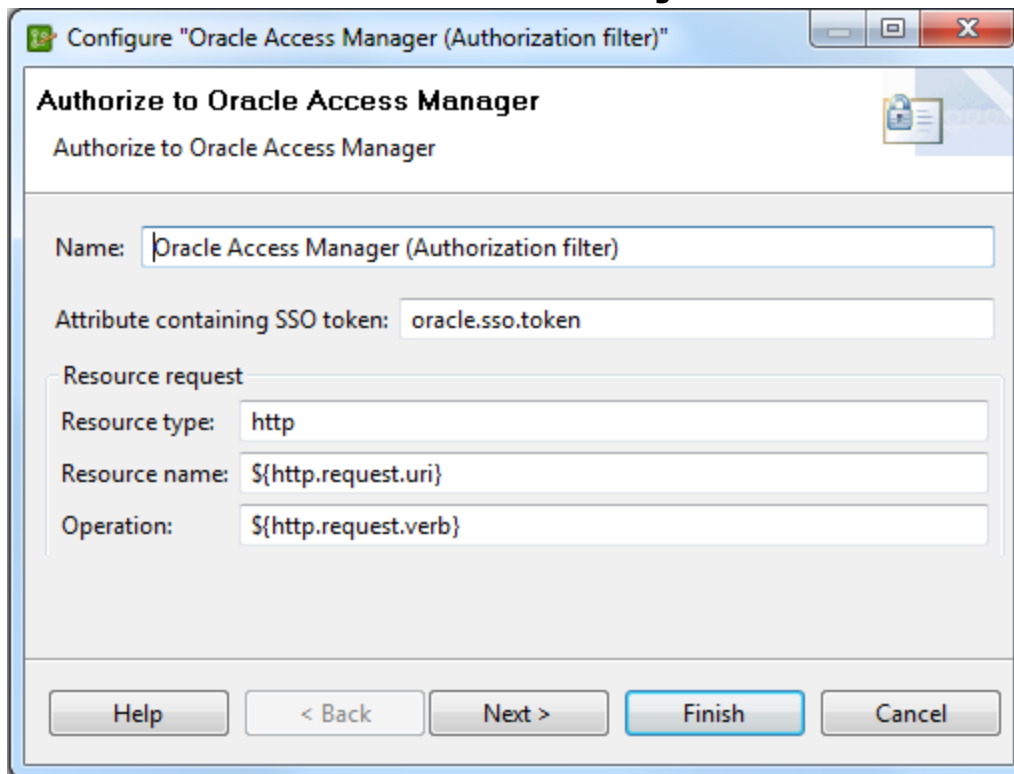 Configure "Oracle Access Manager (Authorization filter)"
Authorize to Oracle Access Manager
Authorize to Oracle Access Manager
Name: Oracle Access Manager (Authorization filter)
Attribute containing SSO token: oracle.sso.token
Resource request
Resource type: http
Resource name: ${http.request.uri}
Operation: ${http.request.verb}
Help < Back Next > Finish Cancel